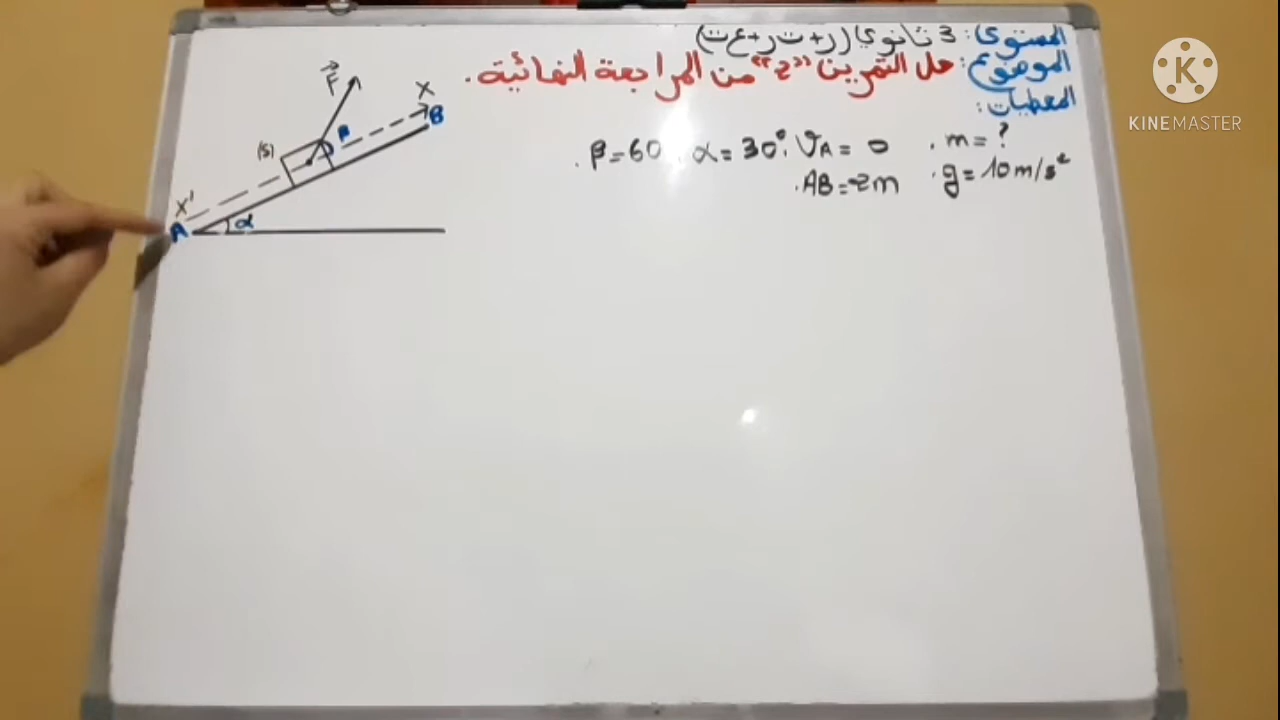 المستوى: 3 ثانوي (ر+ ت ر+ ع ت)
الموضوع: حل التمرين "2" من المراجعة النهائية.
المعطيات:
. m = ?
. β = 60 . α = 30° . VA = 0
. g = 10 m/s²
. AB = 2m
F
X
B
β
(S)
X'
A
α
K
KINEMASTER